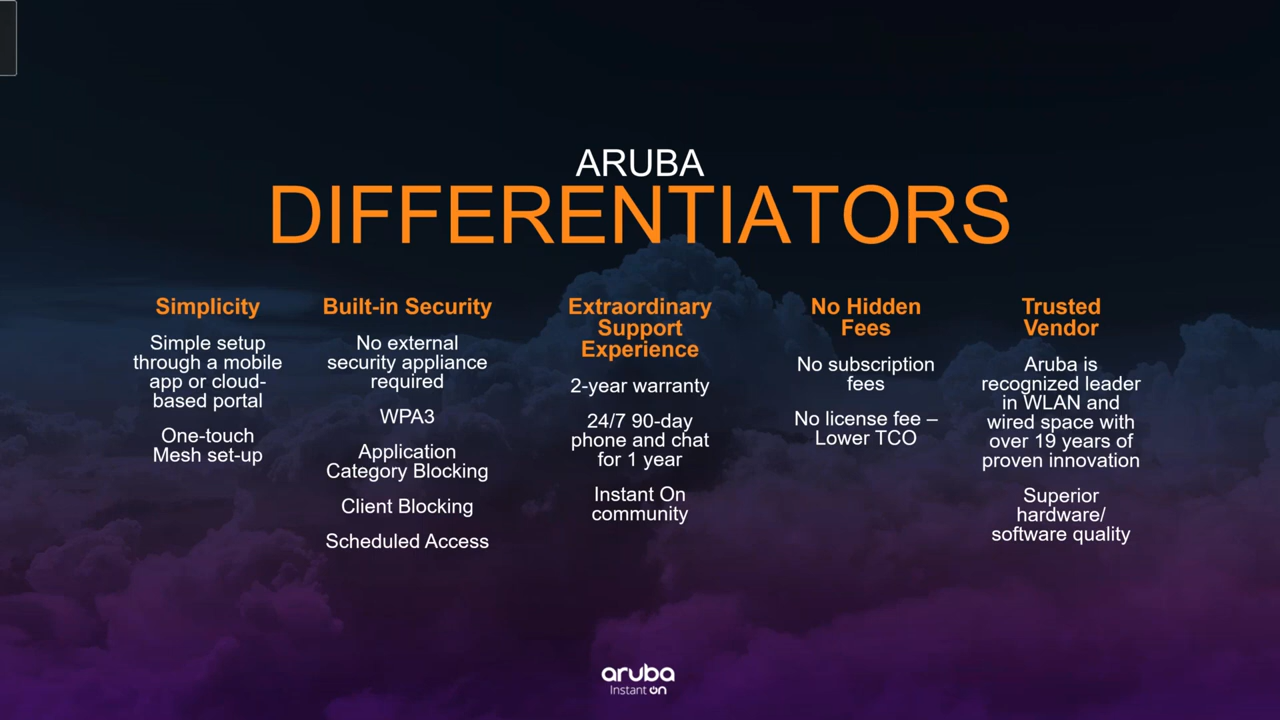 ARUBA
DIFFERENTIATORS
Simplicity
Simple setup
through a mobile
app or cloud-
based portal
One-touch
Mesh set-up
Built-in Security
No external
security appliance
required
WPA3
Application
Category Blocking
Client Blocking
Scheduled Access
Extraordinary
Support
Experience
2-year warranty
24/7 90-day
phone and chat
for 1 year
Instant On
community
No Hidden
Fees
No subscription
fees
No license fee –
Lower TCO
Trusted
Vendor
Aruba is
recognized leader
in WLAN and
wired space with
over 19 years of
proven innovation
Superior
hardware/
software quality
aruba
Instant on